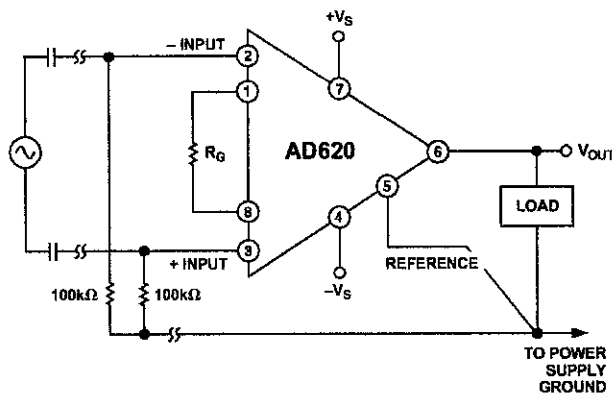 +VS
– INPUT
2
1
7
RG
AD620
6
VOUT
5
8
4
LOAD
3
+ INPUT
REFERENCE
–VS
100kΩ
100kΩ
TO POWER
SUPPLY
GROUND